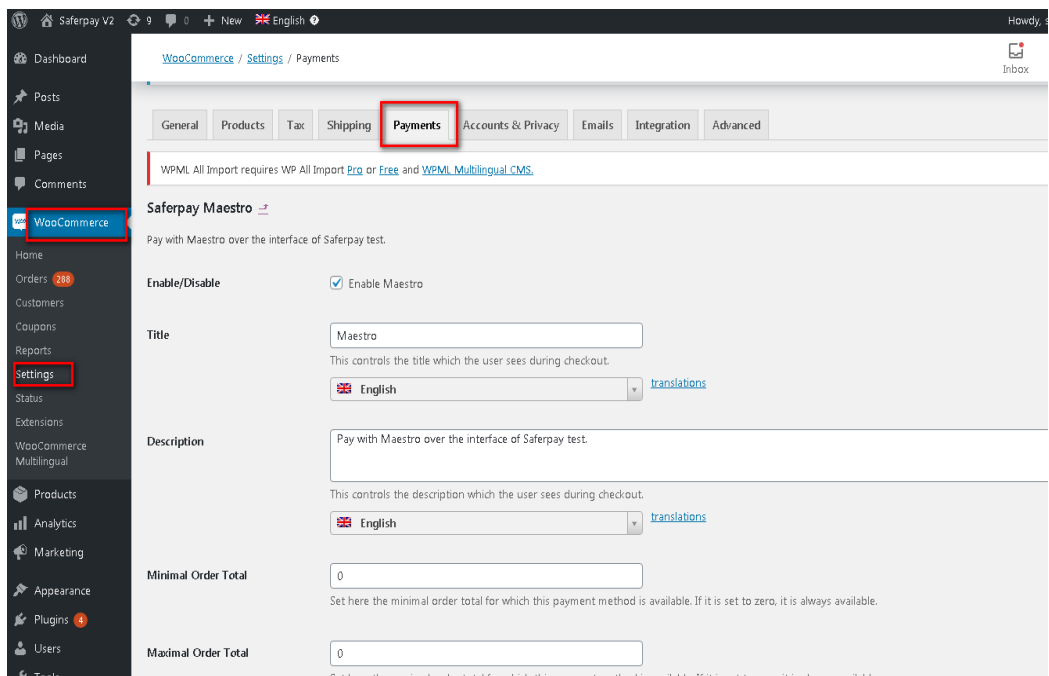 Saferpay V2 9 0 + New English Howdy, s
Dashboard
Posts
Media
Pages
Comments
WooCommerce
Home
Orders 288
Customers
Coupons
Reports
Settings
Status
Extensions
WooCommerce
Multilingual
Products
Analytics
Marketing
Appearance
Plugins 4
Users
Tools
WooCommerce / Settings / Payments
Inbox
General Products Tax Shipping Payments Accounts & Privacy Emails Integration Advanced
WPML All Import requires WP All Import Pro or Free and WPML Multilingual CMS.
Saferpay Maestro
Pay with Maestro over the interface of Saferpay test.
Enable/Disable Enable Maestro
Title Maestro
This controls the title which the user sees during checkout.
English translations
Description Pay with Maestro over the interface of Saferpay test.
This controls the description which the user sees during checkout.
English translations
Minimal Order Total 0
Set here the minimal order total for which this payment method is available. If it is set to zero, it is always available.
Maximal Order Total 0